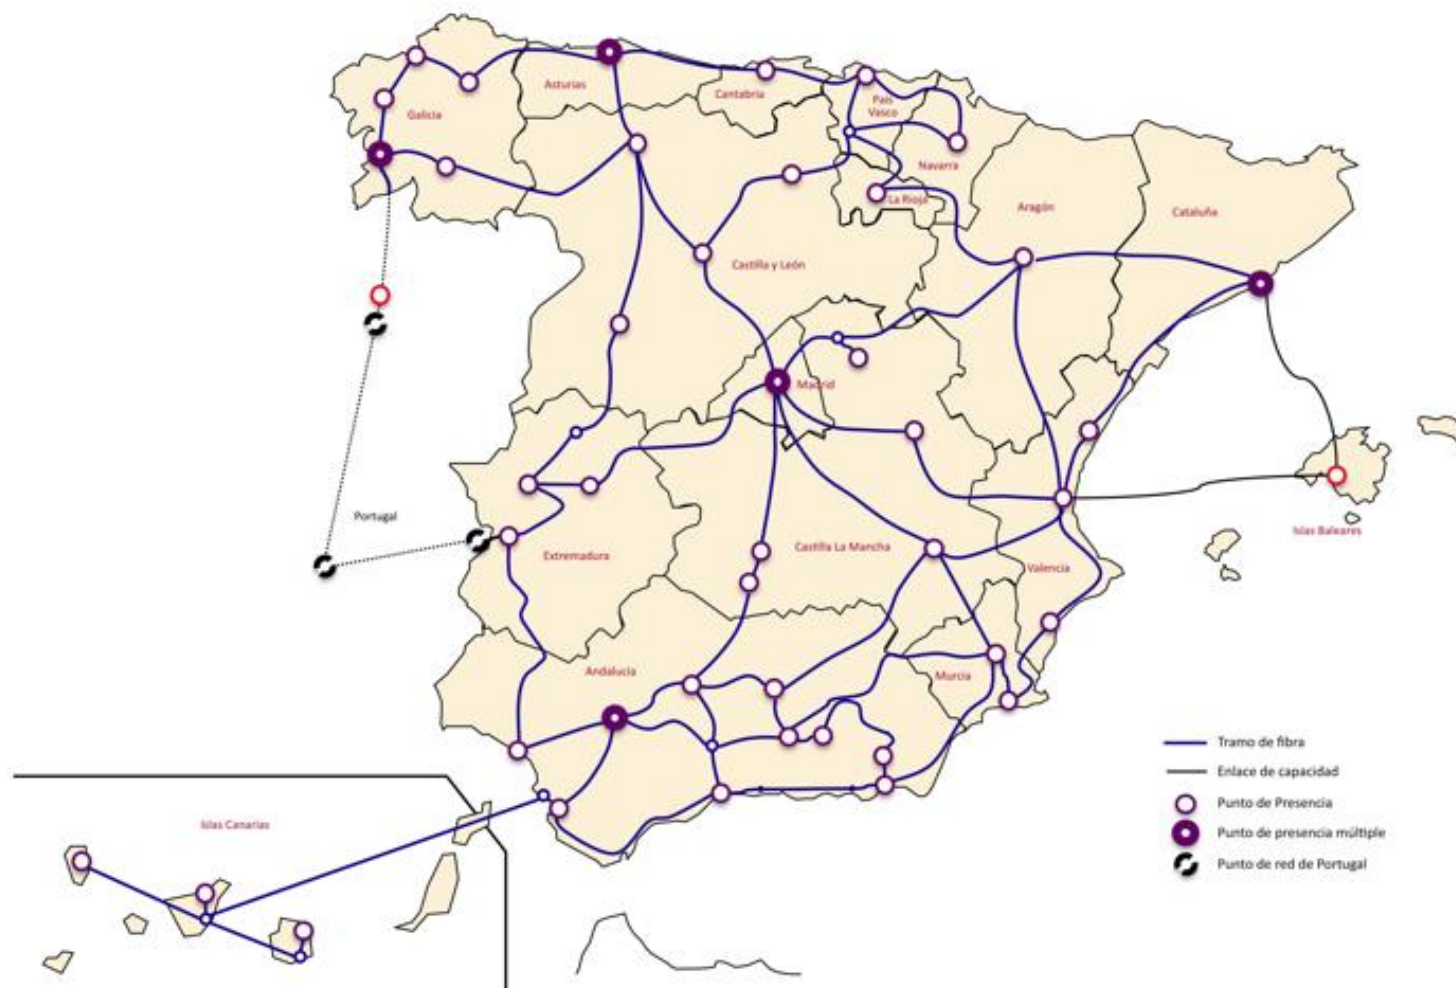 Asturias
Cantabria
País
Vasco
Galicia
Navarra
La Rioja
Aragón
Cataluña
Castilla y León
Madrid
Portugal
Extremadura
Castilla La Mancha
Valencia
Islas Baleares
Andalucía
Murcia
Islas Canarias
Tramo de fibra
Enlace de capacidad
Punto de Presencia
Punto de presencia múltiple
Punto de red de Portugal